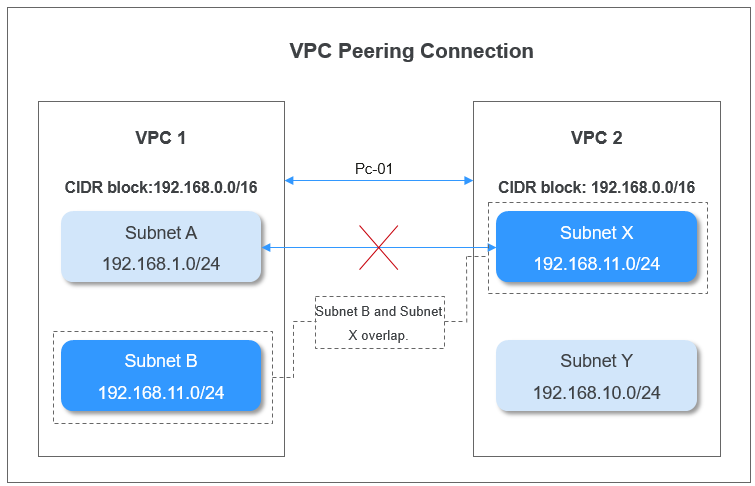 VPC Peering Connection
VPC 1
VPC 2
Pc-01
CIDR block:192.168.0.0/16
CIDR block: 192.168.0.0/16
Subnet A
192.168.1.0/24
Subnet X
192.168.11.0/24
Subnet B and Subnet
X overlap.
Subnet B
192.168.11.0/24
Subnet Y
192.168.10.0/24